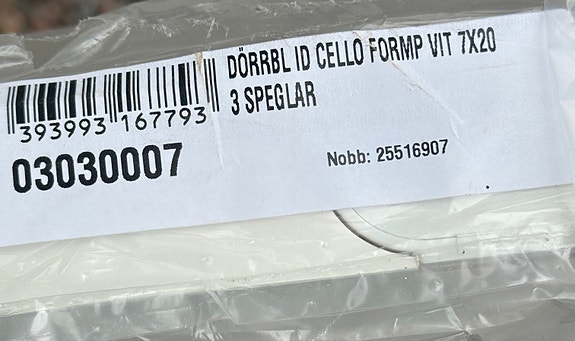 DÖRRBL ID CELLO FORMP VIT 7X20
3 SPEGLAR
393993 167793
03030007
Nobb: 25516907